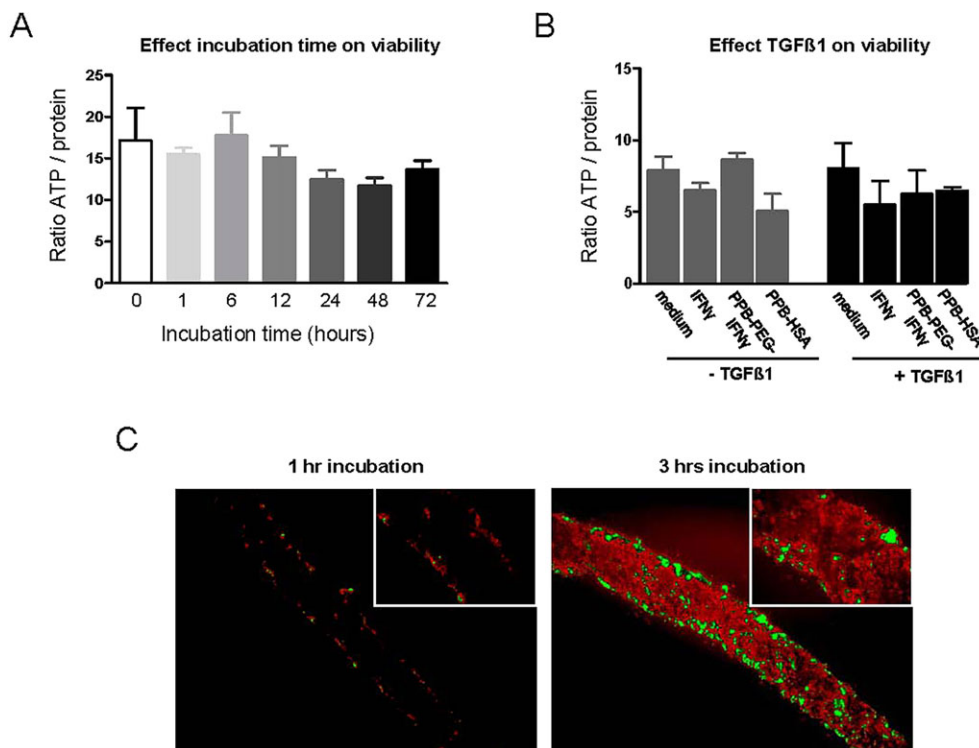 A
Effect incubation time on viability
Ratio ATP / protein
25
20
15
10
5
0
0 1 6 12 24 48 72
Incubation time (hours)
B
Effect TGFß1 on viability
Ratio ATP / protein
15
10
5
0
medium
IFNγ
PPB-PEG-
IFNγ
PPB-HSA
medium
IFNγ
PPB-PEG-
IFNγ
PPB-HSA
- TGFß1
+ TGFß1
C
1 hr incubation
3 hrs incubation